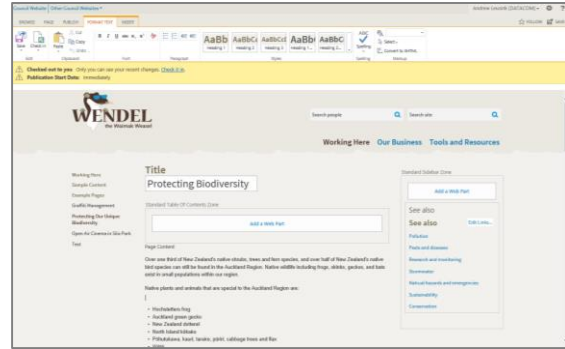 Council Website Other Council Websites
BROWSE PAGE PUBLISH FORMAT TEXT INSERT
FOLLOW
Save Check In Paste Cut Copy Undo
B I U
AaBb AaBbC AaBbCcI AaBb AaBbC
Heading 1 Heading 2 Heading 3 Heading 1... Heading 2...
Spelling Select Convert to XHTML
Edit Clipboard Font Paragraph Styles Spelling Markup
Checked out to you Only you can see your recent changes. Check it in.
Publication Start Date: Immediately
WENDEL
the Waintak Weasel
Search people Search site
Working Here Our Business Tools and Resources
Working Here
Sample Content
Example Pages
Graffiti Management
Protecting Our Unique Biodiversity
Open Air Cinema in Silo Park
Test
Title
Protecting Biodiversity
Standard Table Of Contents Zone
Add a Web Part
Page Content
Over one third of New Zealand's native shrubs, trees and fern species, and over half of New Zealand's native
bird species can still be found in the Auckland Region. Native wildlife including frogs, skinks, geckos, and bats
exist in small populations within our region.
Native plants and animals that are special to the Auckland Region are:
Hochstetters frog
Auckland green gecko
New Zealand dotterel
North Island kokako
Pohutukawa, kauri, taraire, pūriri, cabbage trees and flax
Standard Sidebar Zone
Add a Web Part
See also
See also
Pollution
Pests and diseases
Research and monitoring
Stormwater
Natural hazards and emergencies
Sustainability
Conservation